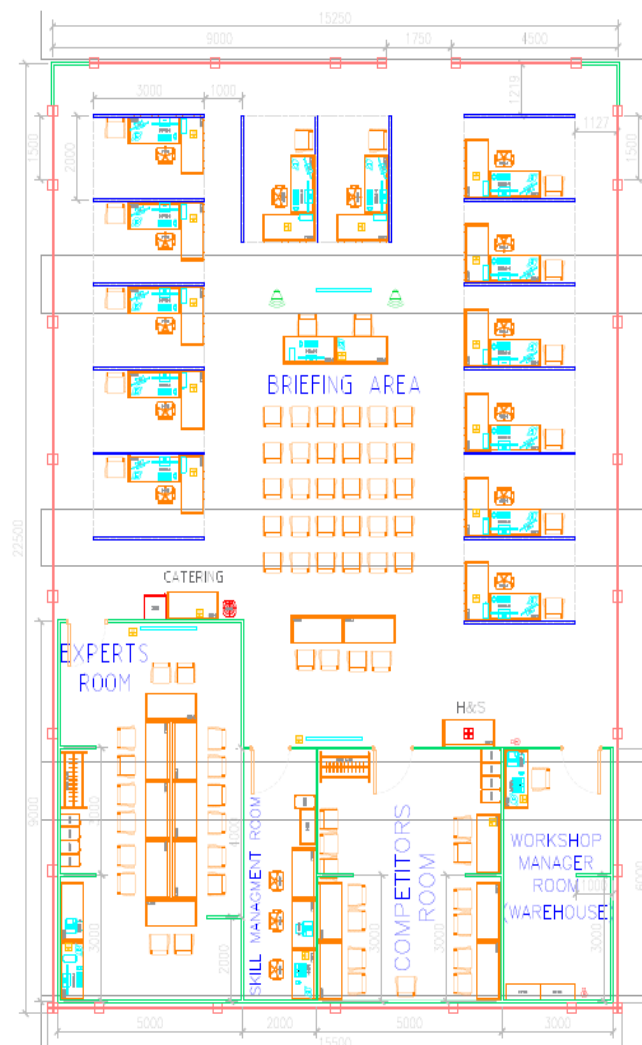 15250
9000
1750
4500
3000
1000
1219
1127
1500
2000
1500
BRIEFING AREA
22500
CATERING
EXPERTS
ROOM
H&S
9000
SKILL MANAGMENT ROOM
COMPETITORS
ROOM
WORKSHOP
MANAGER
ROOM
(WAREHOUSE)
1000
6000
3000
2000
3000
3000
3000
5000
2000
5000
3000
15500